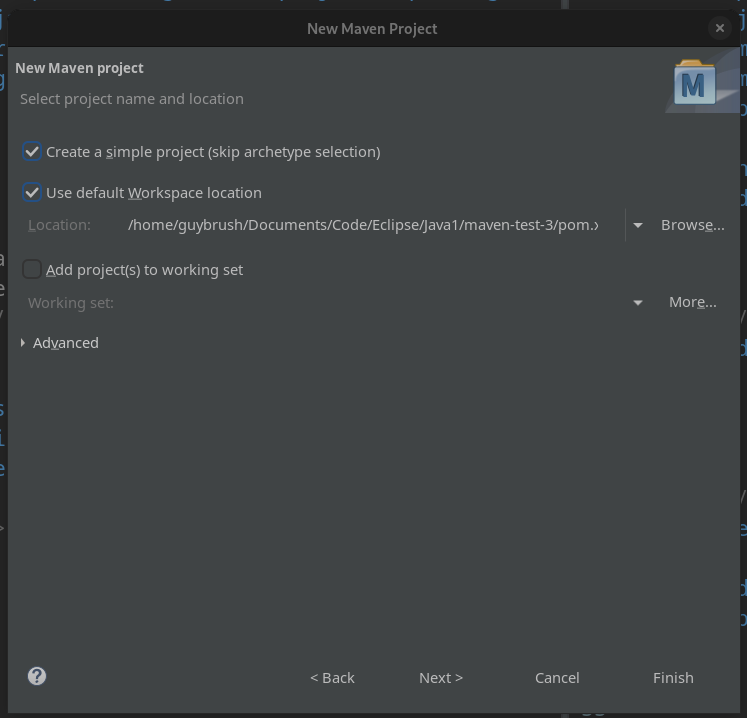 New Maven Project
New Maven project
Select project name and location
M
Create a simple project (skip archetype selection)
Use default Workspace location
Location: /home/guybrush/Documents/Code/Eclipse/Java1/maven-test-3/pom.x Browse...
Add project(s) to working set
Working set: More...
Advanced
? < Back Next > Cancel Finish